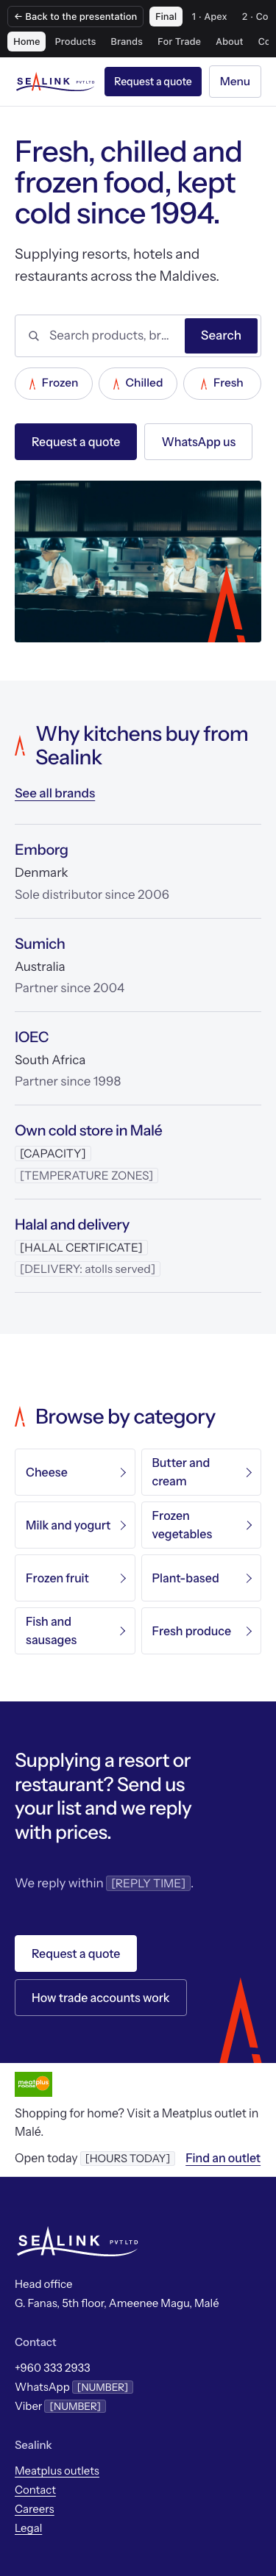 ← Back to the presentation Final 1 · Apex 2 · Co
Home Products Brands For Trade About Co
SEALINK PVT LTD Request a quote Menu
Fresh, chilled and
frozen food, kept
cold since 1994.
Supplying resorts, hotels and
restaurants across the Maldives.
Search products, br... Search
Frozen Chilled Fresh
Request a quote WhatsApp us
Why kitchens buy from
Sealink
See all brands
Emborg
Denmark
Sole distributor since 2006
Sumich
Australia
Partner since 2004
IOEC
South Africa
Partner since 1998
Own cold store in Malé
[CAPACITY]
[TEMPERATURE ZONES]
Halal and delivery
[HALAL CERTIFICATE]
[DELIVERY: atolls served]
Browse by category
Cheese
Butter and
cream
Milk and yogurt
Frozen
vegetables
Frozen fruit
Plant-based
Fish and
sausages
Fresh produce
Supplying a resort or
restaurant? Send us
your list and we reply
with prices.
We reply within [REPLY TIME].
Request a quote
How trade accounts work
meatplus
Shopping for home? Visit a Meatplus outlet in
Malé.
Open today [HOURS TODAY] Find an outlet
SEALINK PVT LTD
Head office
G. Fanas, 5th floor, Ameenee Magu, Malé
Contact
+960 333 2933
WhatsApp [NUMBER]
Viber [NUMBER]
Sealink
Meatplus outlets
Contact
Careers
Legal